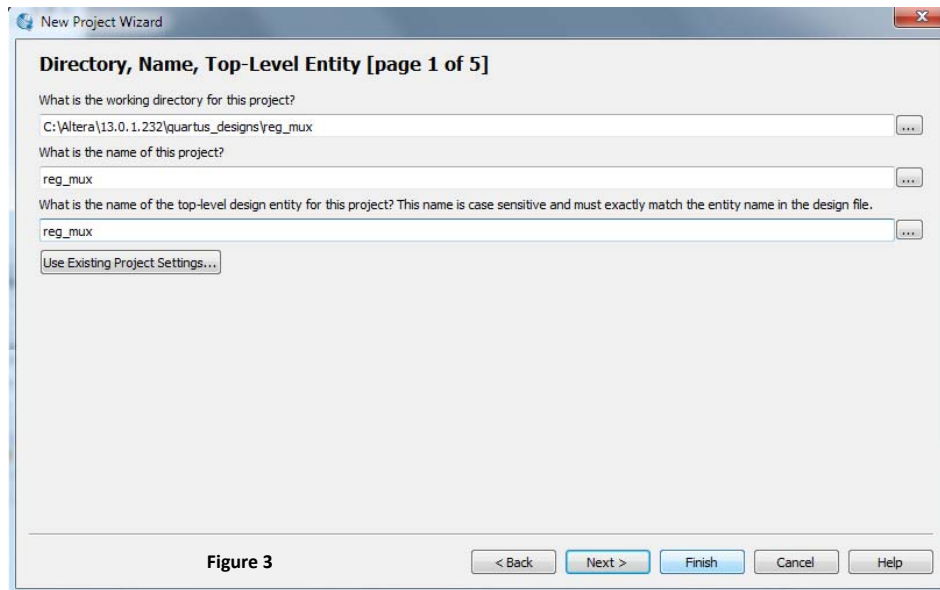 New Project Wizard
Directory, Name, Top-Level Entity [page 1 of 5]
What is the working directory for this project?
C:\Altera\13.0.1.232\quartus_designs\reg_mux
...
What is the name of this project?
reg_mux
...
What is the name of the top-level design entity for this project? This name is case sensitive and must exactly match the entity name in the design file.
reg_mux
...
Use Existing Project Settings...
Figure 3
< Back Next > Finish Cancel Help